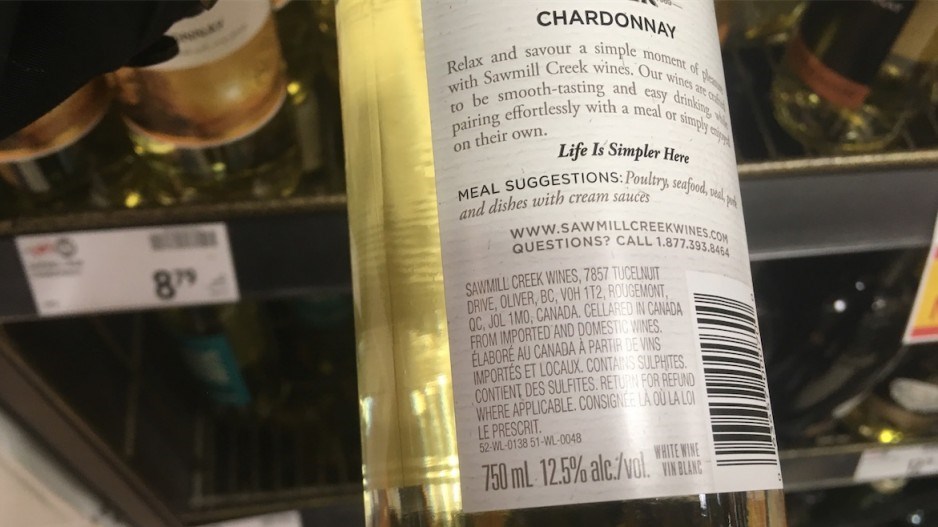 CHARDONNAY
Relax and savour a simple moment of
with Sawmill Creek wines. Our wines are
to be smooth-tasting and easy drinking,
pairing effortlessly with a meal or simply
on their own.
Life Is Simpler Here
MEAL SUGGESTIONS: Poultry, seafood, veal, pork
and dishes with cream sauces
WWW.SAWMILLCREEKWINES.COM
QUESTIONS? CALL 1.877.393.8464
SAWMILL CREEK WINES, 7857 TUCELNUIT
DRIVE, OLIVER, BC, V0H 1T2, ROUGEMONT,
QC, J0L 1M0, CANADA. CELLARED IN CANADA
FROM IMPORTED AND DOMESTIC WINES.
ÉLABORÉ AU CANADA À PARTIR DE VINS
IMPORTÉS ET LOCAUX. CONTAINS SULPHITES.
CONTIENT DES SULFITES. RETURN FOR REFUND
WHERE APPLICABLE. CONSIGNÉE LÀ OÙ LA LOI
LE PRESCRIT.
52-WL-0138 51-WL-0048
750 mL 12.5% alc./vol. WHITE WINE
VIN BLANC
879